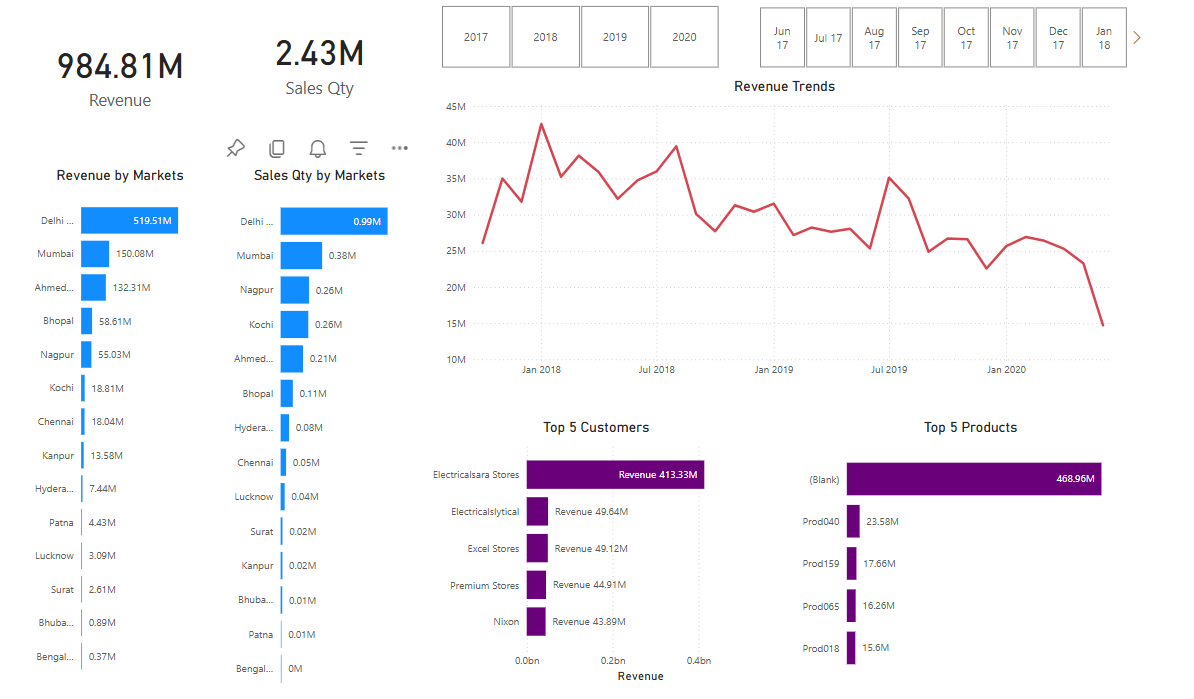 984.81M
Revenue
2.43M
Sales Qty
2017
2018
2019
2020
Jun
17
Jul 17
Aug
17
Sep
17
Oct
17
Nov
17
Dec
17
Jan
18
Revenue by Markets
Delhi ... 519.51M
Mumbai 150.08M
Ahmed... 132.31M
Bhopal 58.61M
Nagpur 55.03M
Kochi 18.81M
Chennai 18.04M
Kanpur 13.58M
Hydera... 7.44M
Patna 4.43M
Lucknow 3.09M
Surat 2.61M
Bhuba... 0.89M
Bengal... 0.37M
Sales Qty by Markets
Delhi ... 0.99M
Mumbai 0.38M
Nagpur 0.26M
Kochi 0.26M
Ahmed... 0.21M
Bhopal 0.11M
Hydera... 0.08M
Chennai 0.05M
Lucknow 0.04M
Surat 0.02M
Kanpur 0.02M
Bhuba... 0.01M
Patna 0.01M
Bengal... 0M
Revenue Trends
45M
40M
35M
30M
25M
20M
15M
10M
Jan 2018 Jul 2018 Jan 2019 Jul 2019 Jan 2020
Top 5 Customers
Electricalsara Stores Revenue 413.33M
Electricalslytical Revenue 49.64M
Excel Stores Revenue 49.12M
Premium Stores Revenue 44.91M
Nixon Revenue 43.89M
0.0bn 0.2bn 0.4bn
Revenue
Top 5 Products
(Blank) 468.96M
Prod040 23.58M
Prod159 17.66M
Prod065 16.26M
Prod018 15.6M